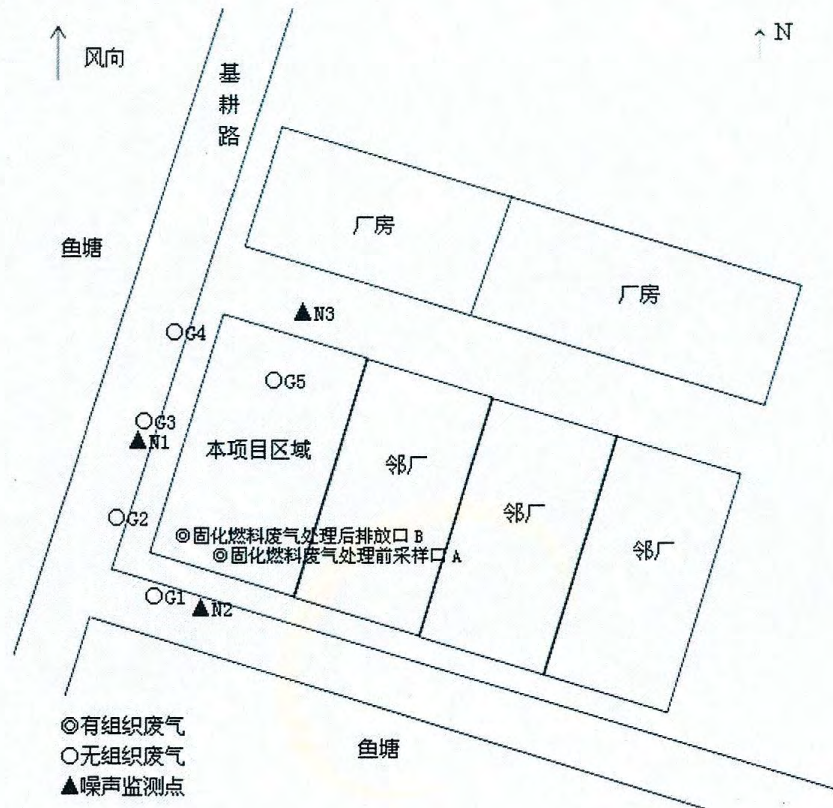 风向
N
基耕路
厂房
鱼塘
厂房
▲N3
○G4
○G5
○G3
▲N1
本项目区域
邻厂
邻厂
○G2
◎固化燃料废气处理后排放口 B
◎固化燃料废气处理前采样口 A
邻厂
○G1
▲N2
◎有组织废气
○无组织废气
▲噪声监测点
鱼塘